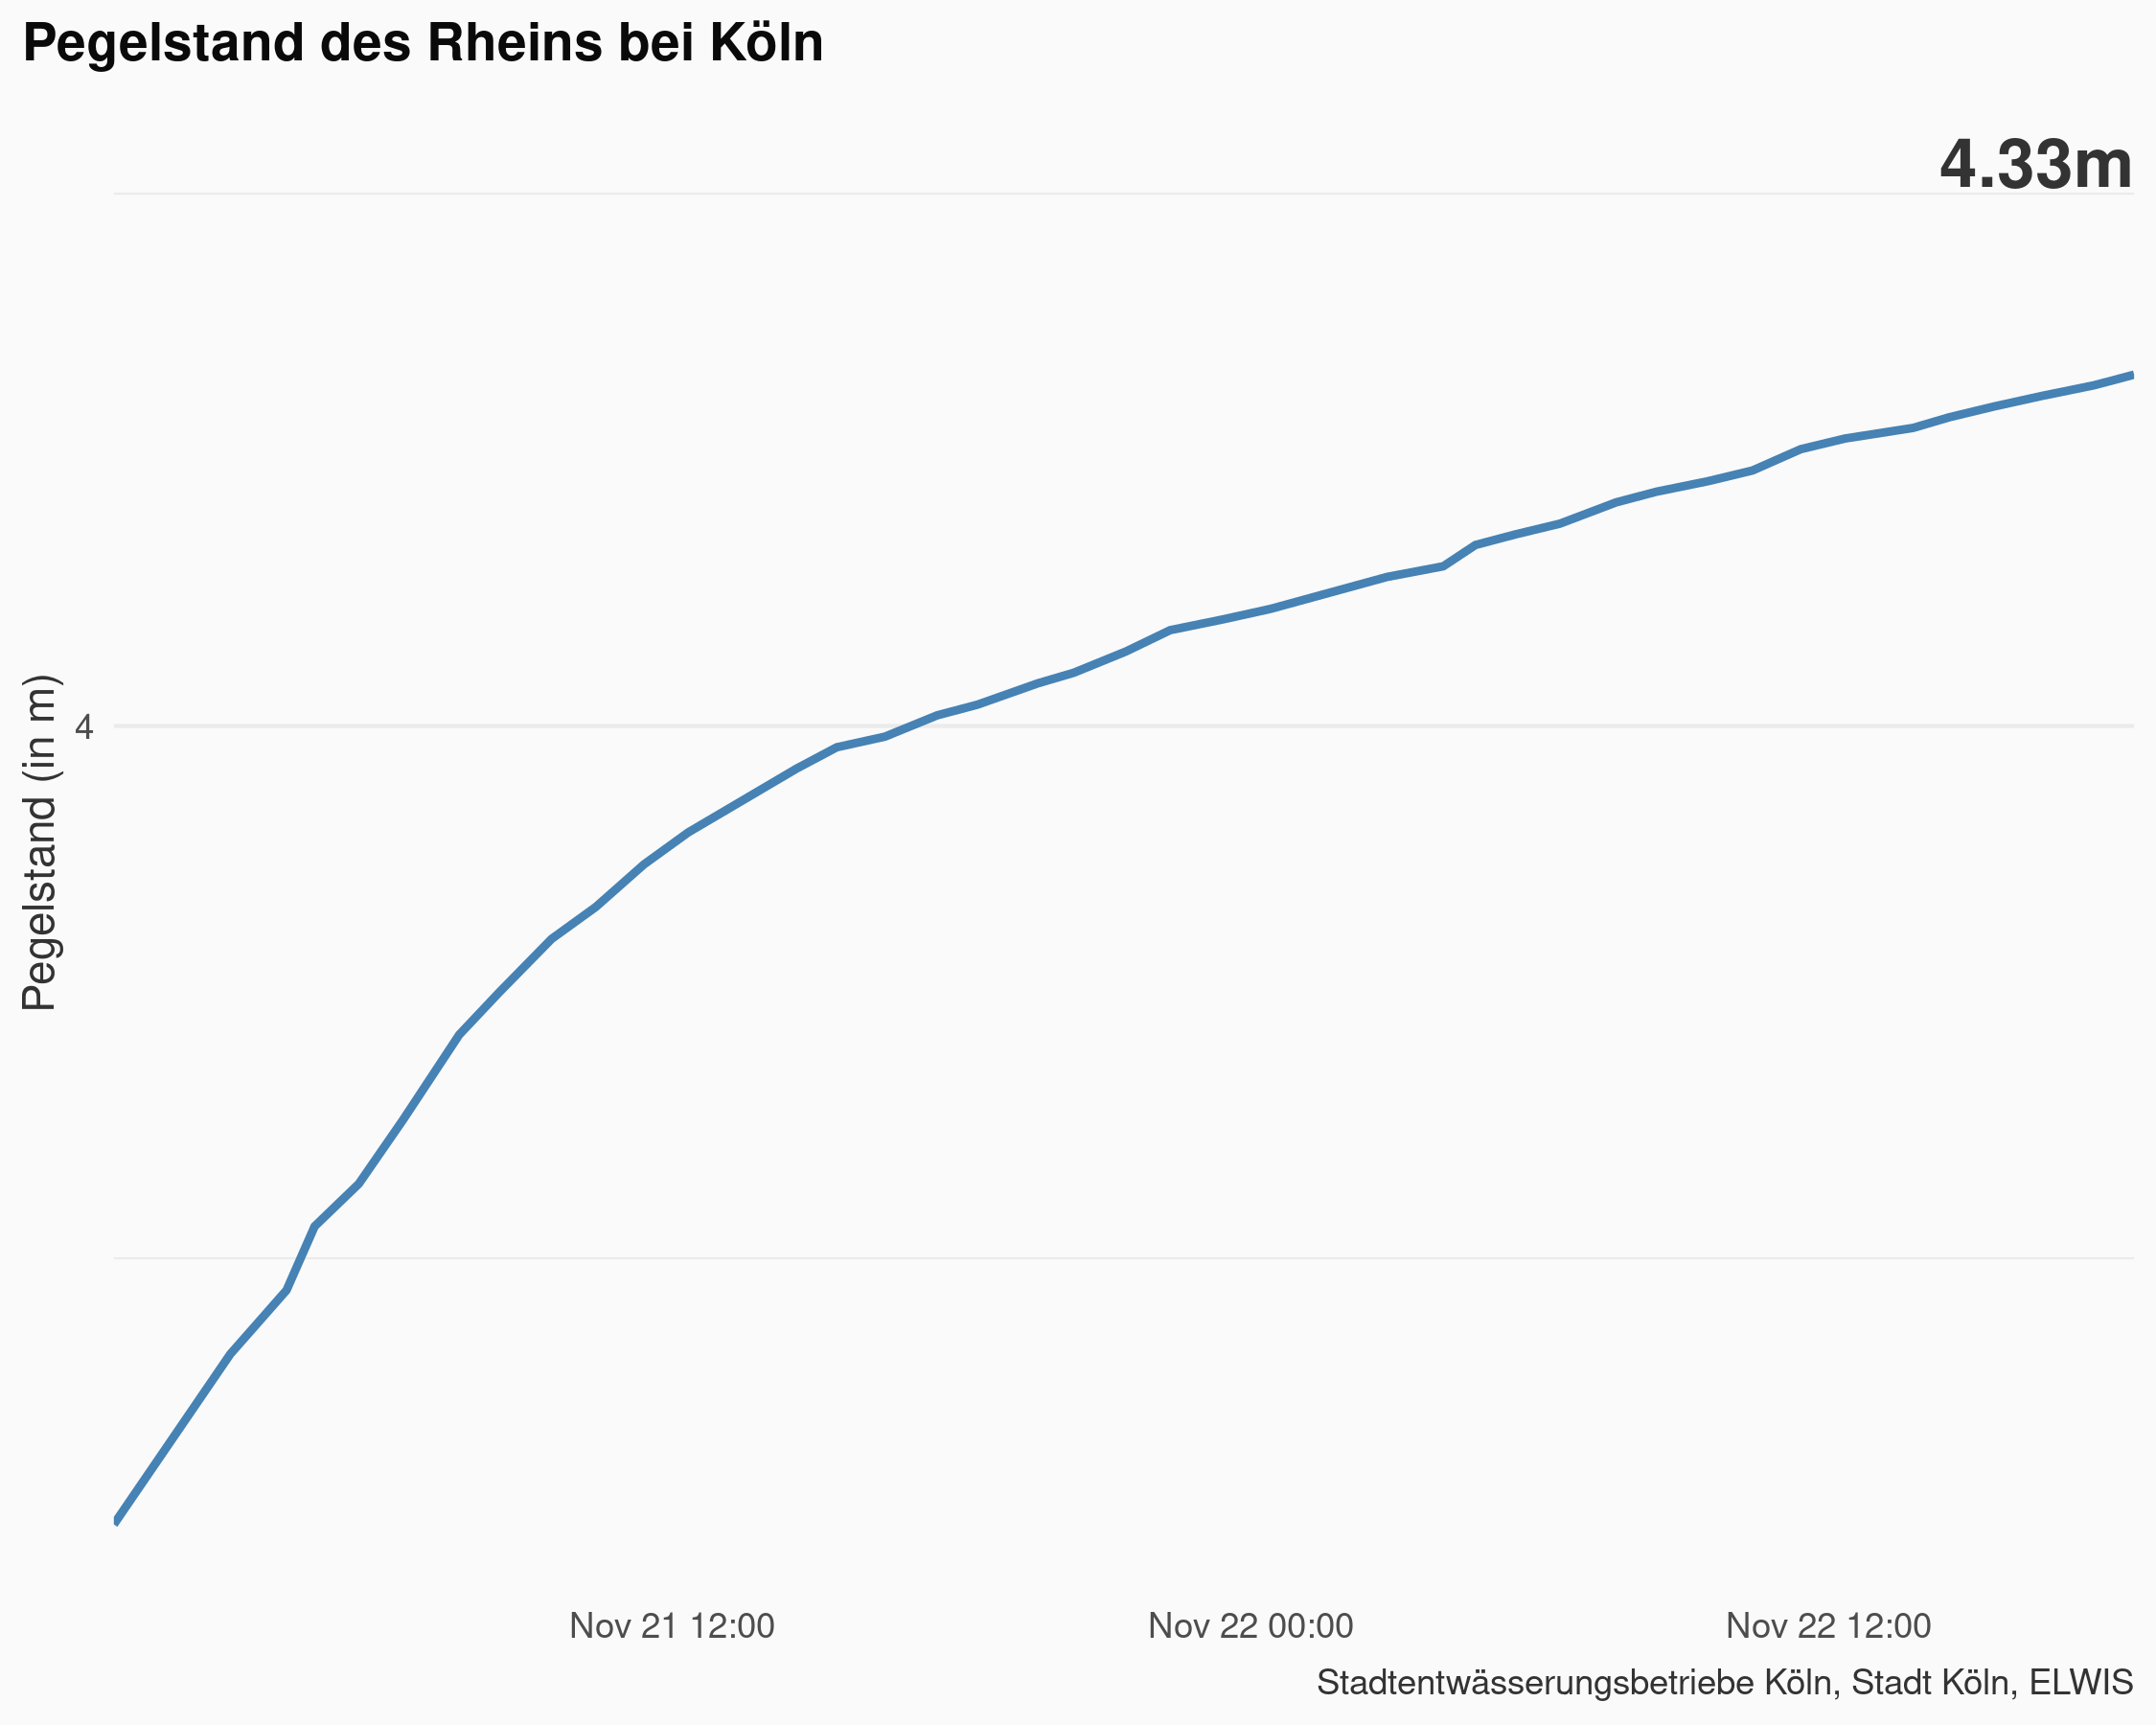 Pegelstand des Rheins bei Köln
4.33m
Pegelstand (in m)
4
Nov 21 12:00
Nov 22 00:00
Nov 22 12:00
Stadtentwässerungsbetriebe Köln, Stadt Köln, ELWIS